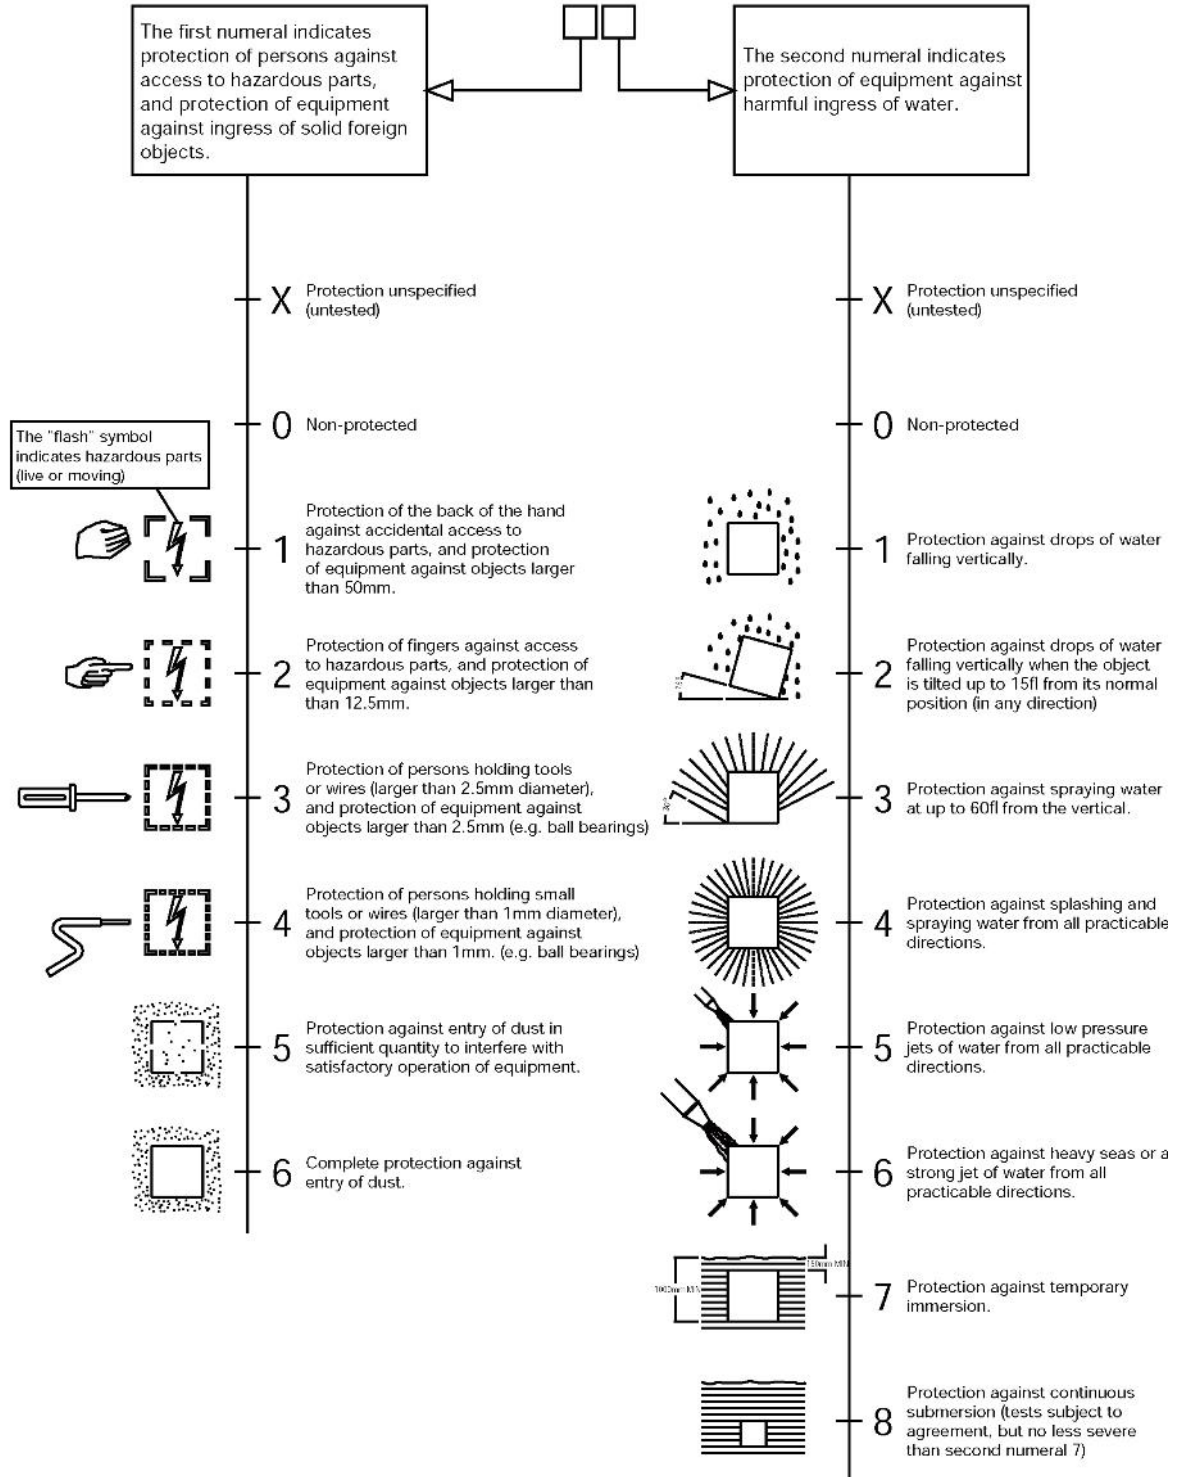 The first numeral indicates
protection of persons against
access to hazardous parts,
and protection of equipment
against ingress of solid foreign
objects.
The second numeral indicates
protection of equipment against
harmful ingress of water.
X Protection unspecified
(untested)
0 Non-protected
The "flash" symbol
indicates hazardous parts
(live or moving)
1 Protection of the back of the hand
against accidental access to
hazardous parts, and protection
of equipment against objects larger
than 50mm.
2 Protection of fingers against access
to hazardous parts, and protection of
equipment against objects larger than
than 12.5mm.
3 Protection of persons holding tools
or wires (larger than 2.5mm diameter),
and protection of equipment against
objects larger than 2.5mm (e.g. ball bearings)
4 Protection of persons holding small
tools or wires (larger than 1mm diameter),
and protection of equipment against
objects larger than 1mm. (e.g. ball bearings)
5 Protection against entry of dust in
sufficient quantity to interfere with
satisfactory operation of equipment.
6 Complete protection against
entry of dust.
X Protection unspecified
(untested)
0 Non-protected
1 Protection against drops of water
falling vertically.
2 Protection against drops of water
falling vertically when the object
is tilted up to 15fl from its normal
position (in any direction)
3 Protection against spraying water
at up to 60fl from the vertical.
4 Protection against splashing and
spraying water from all practicable
directions.
5 Protection against low pressure
jets of water from all practicable
directions.
6 Protection against heavy seas or a
strong jet of water from all
practicable directions.
150mm MIN
1000mm MIN
7 Protection against temporary
immersion.
8 Protection against continuous
submersion (tests subject to
agreement, but no less severe
than second numeral 7)